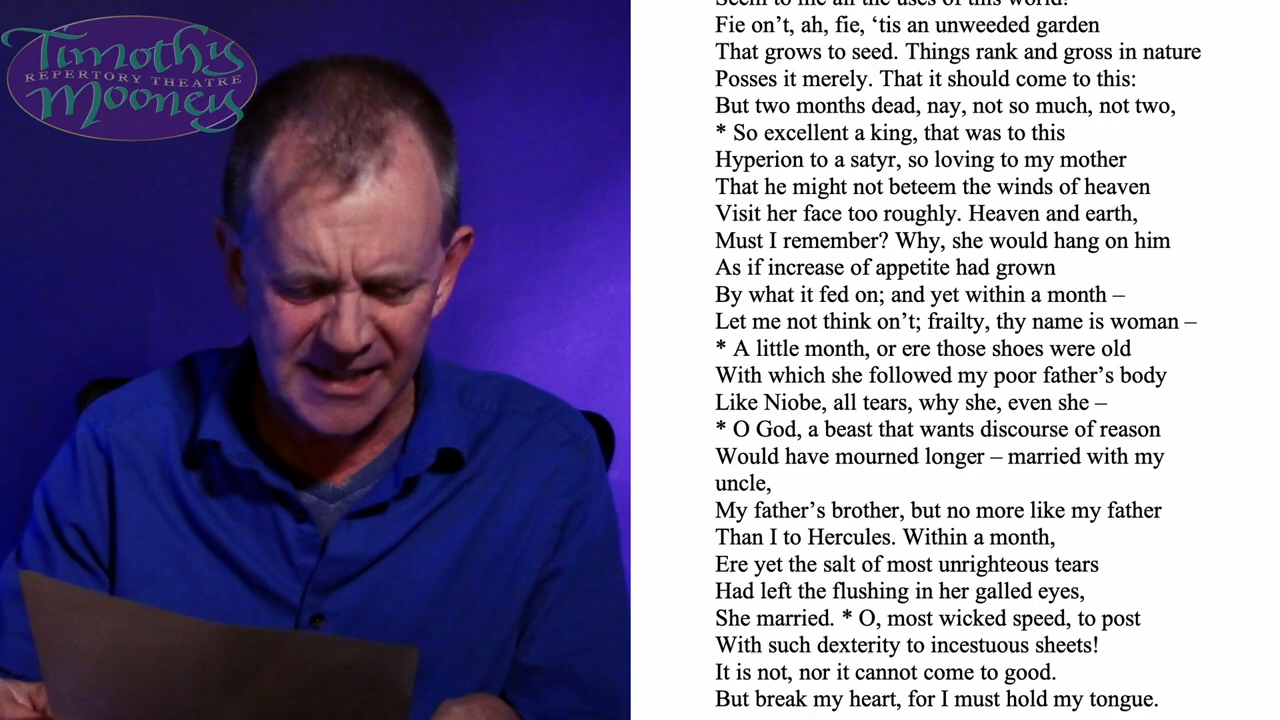 Timothy
REPERTORY THEATRE
Mooney
Seem to me all the uses of this world!
Fie on’t, ah, fie, ‘tis an unweeded garden
That grows to seed. Things rank and gross in nature
Posses it merely. That it should come to this:
But two months dead, nay, not so much, not two,
* So excellent a king, that was to this
Hyperion to a satyr, so loving to my mother
That he might not beteem the winds of heaven
Visit her face too roughly. Heaven and earth,
Must I remember? Why, she would hang on him
As if increase of appetite had grown
By what it fed on; and yet within a month –
Let me not think on’t; frailty, thy name is woman –
* A little month, or ere those shoes were old
With which she followed my poor father’s body
Like Niobe, all tears, why she, even she –
* O God, a beast that wants discourse of reason
Would have mourned longer – married with my
uncle,
My father’s brother, but no more like my father
Than I to Hercules. Within a month,
Ere yet the salt of most unrighteous tears
Had left the flushing in her galled eyes,
She married. * O, most wicked speed, to post
With such dexterity to incestuous sheets!
It is not, nor it cannot come to good.
But break my heart, for I must hold my tongue.